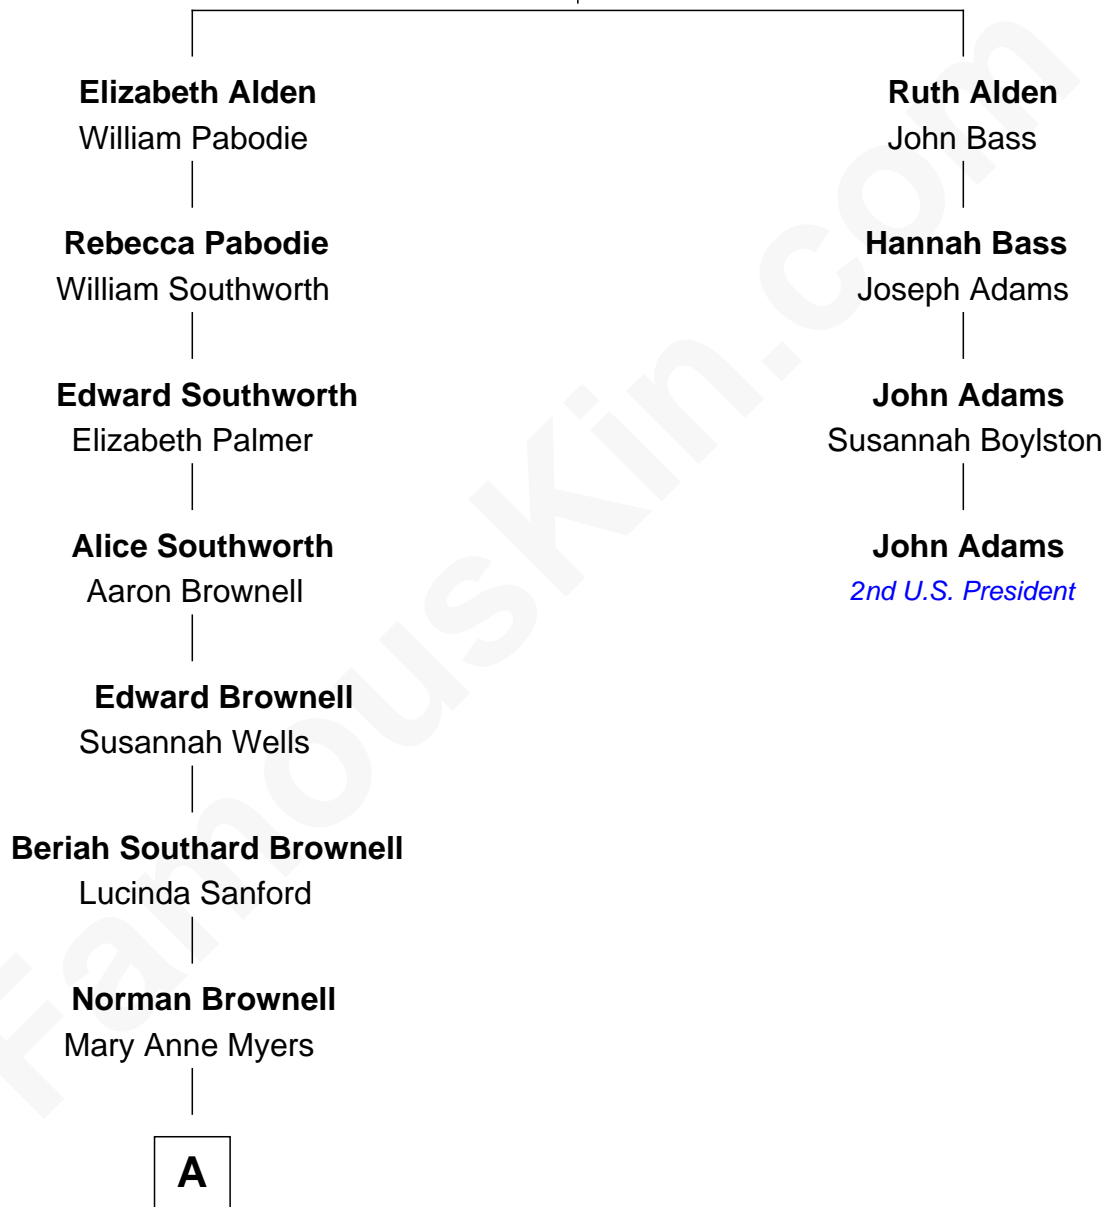 Elizabeth Alden
William Pabodie
Ruth Alden
John Bass
Rebecca Pabodie
William Southworth
Hannah Bass
Joseph Adams
Edward Southworth
Elizabeth Palmer
John Adams
Susannah Boylston
Alice Southworth
Aaron Brownell
John Adams
2nd U.S. President
Edward Brownell
Susannah Wells
Beriah Southard Brownell
Lucinda Sanford
Norman Brownell
Mary Anne Myers
A
FamousKin.com